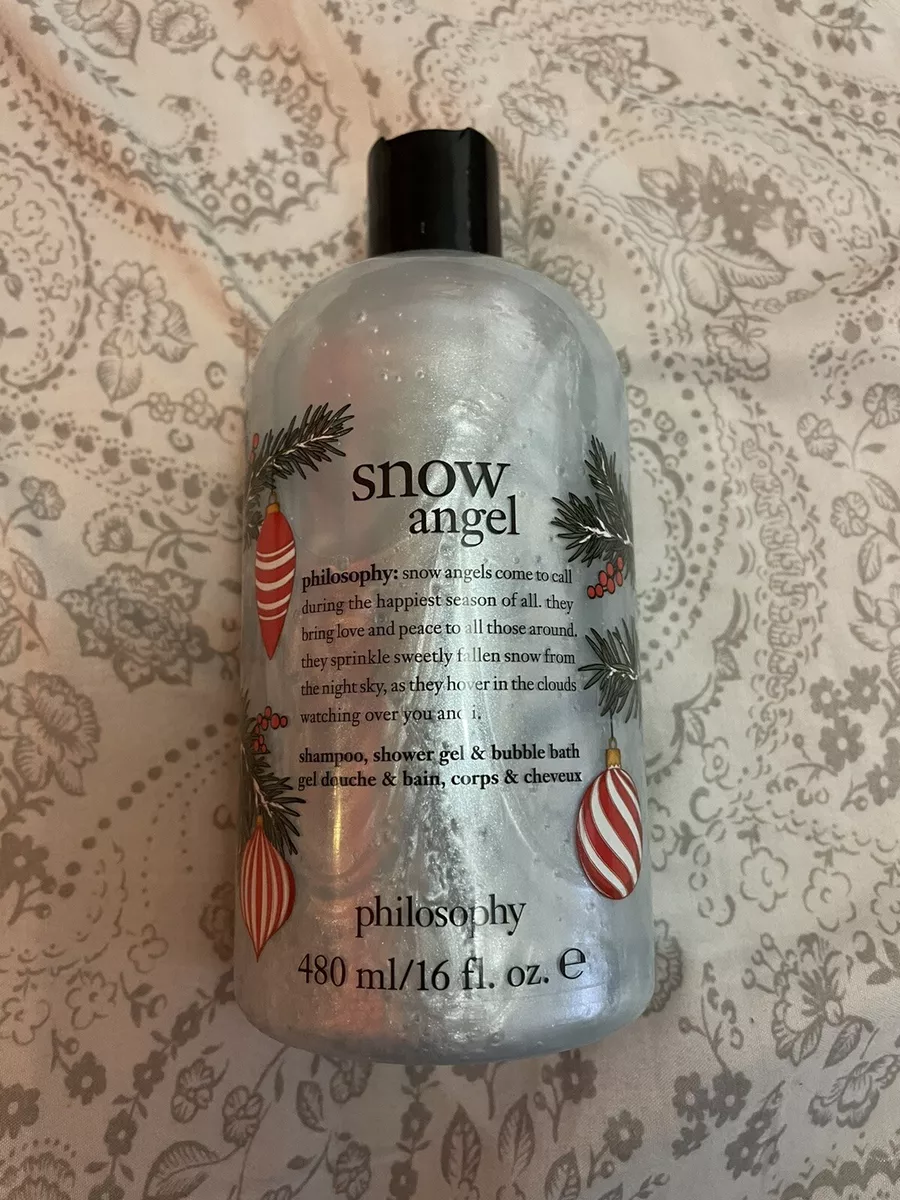 snow
angel
philosophy: snow angels come to call
during the happiest season of all. they
bring love and peace to all those around.
they sprinkle sweetly fallen snow from
the night sky, as they hover in the clouds
watching over you and i.
shampoo, shower gel & bubble bath
gel douche & bain, corps & cheveux
philosophy
480 ml/16 fl. oz. ℮